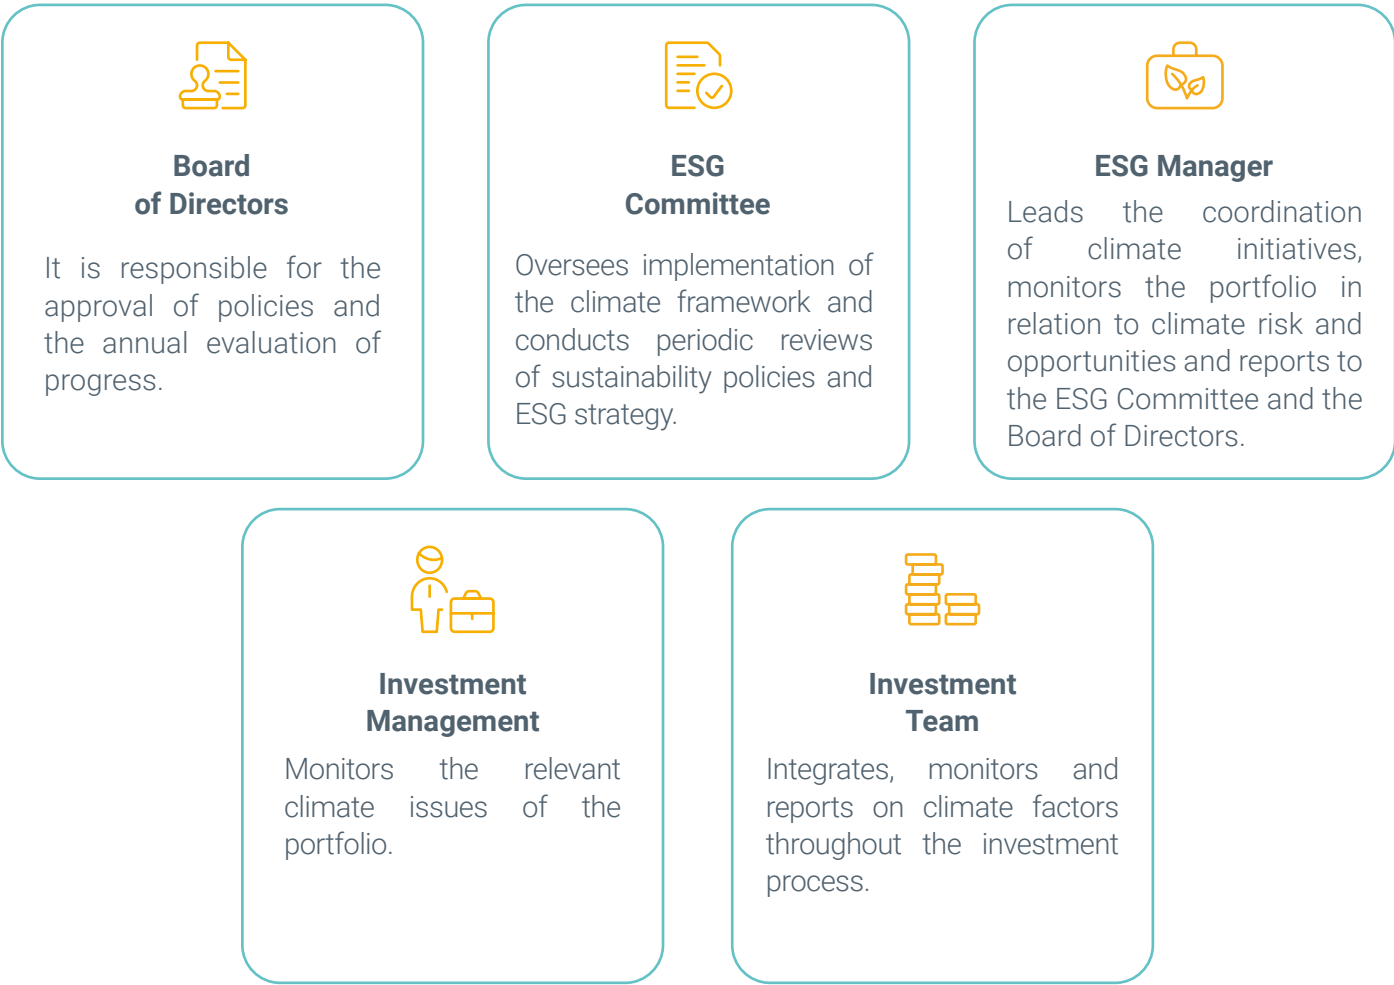 Board
of Directors
It is responsible for the
approval of policies and
the annual evaluation of
progress.
ESG
Committee
Oversees implementation of
the climate framework and
conducts periodic reviews
of sustainability policies and
ESG strategy.
ESG Manager
Leads the coordination
of climate initiatives,
monitors the portfolio in
relation to climate risk and
opportunities and reports to
the ESG Committee and the
Board of Directors.
Investment
Management
Monitors the relevant
climate issues of the
portfolio.
Investment
Team
Integrates, monitors and
reports on climate factors
throughout the investment
process.